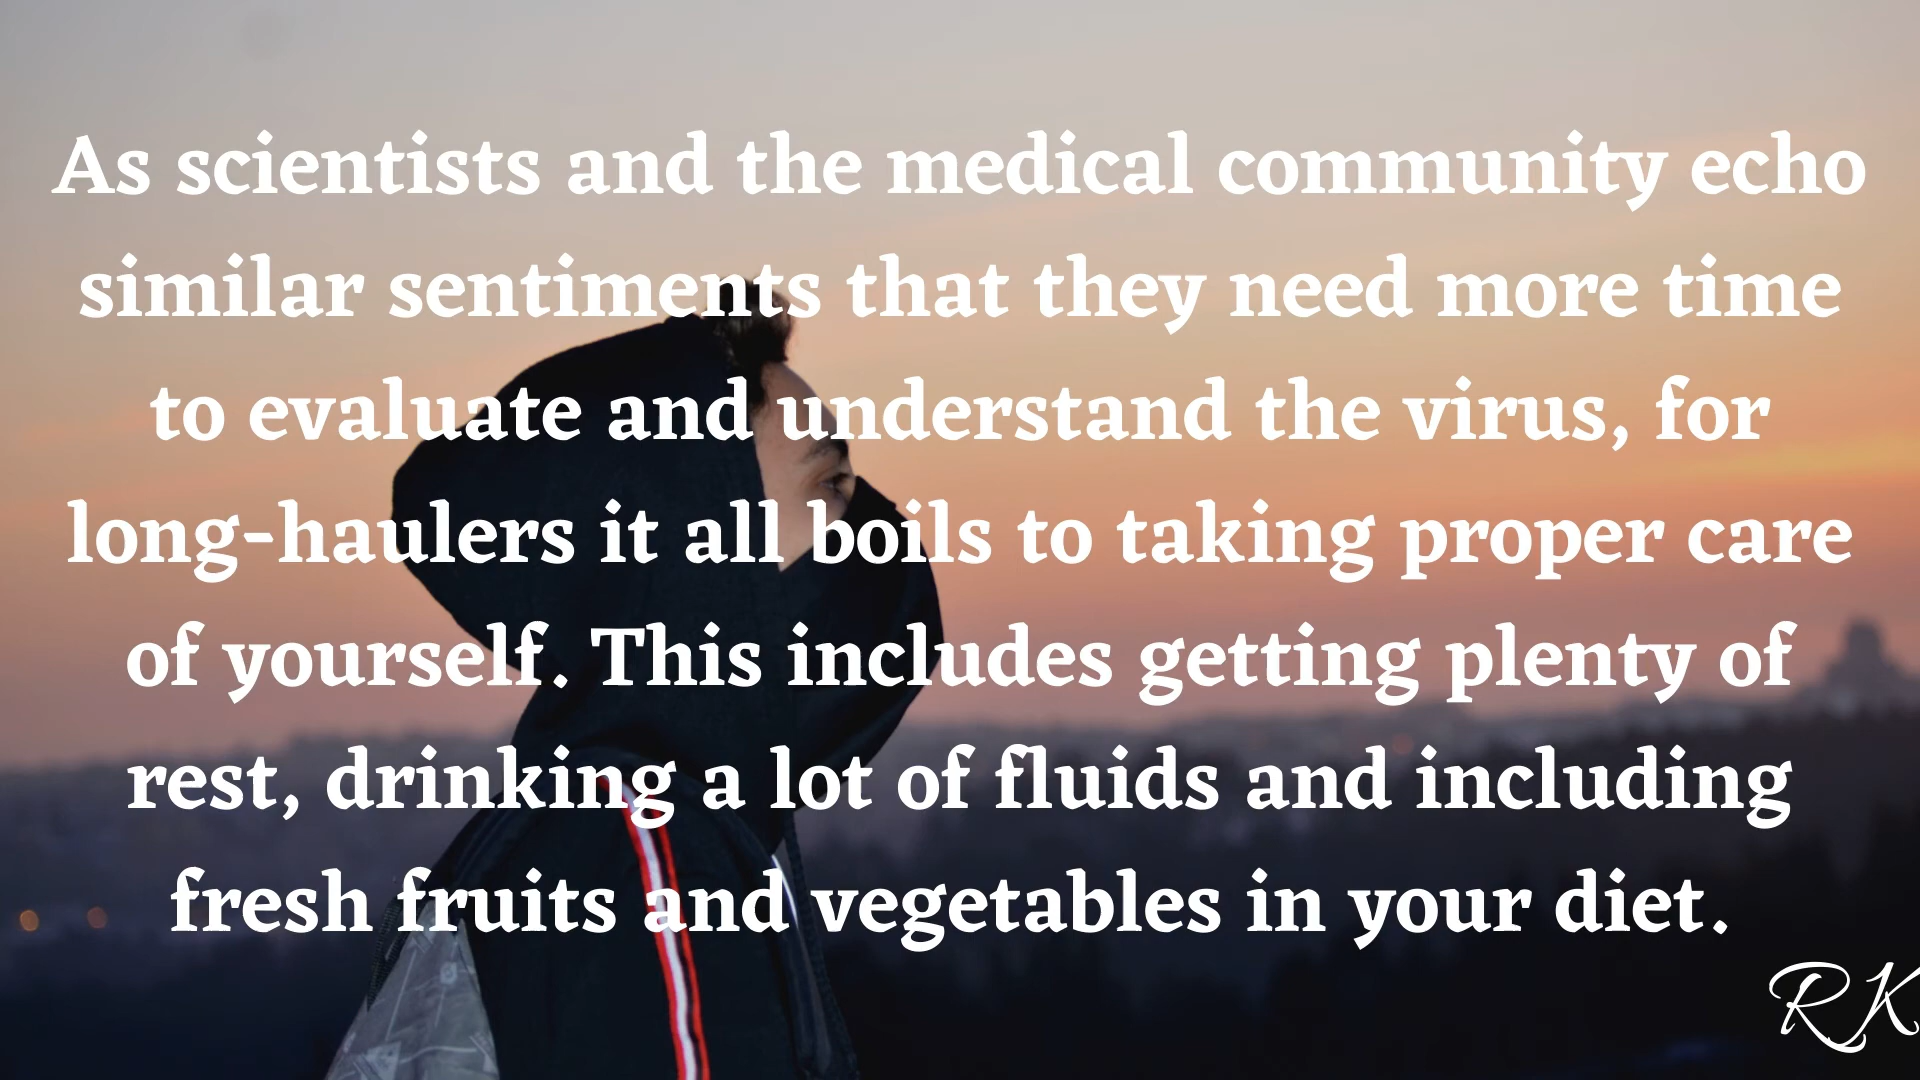 As scientists and the medical community echo
similar sentiments that they need more time
to evaluate and understand the virus, for
long-haulers it all boils to taking proper care
of yourself. This includes getting plenty of
rest, drinking a lot of fluids and including
fresh fruits and vegetables in your diet.
RK